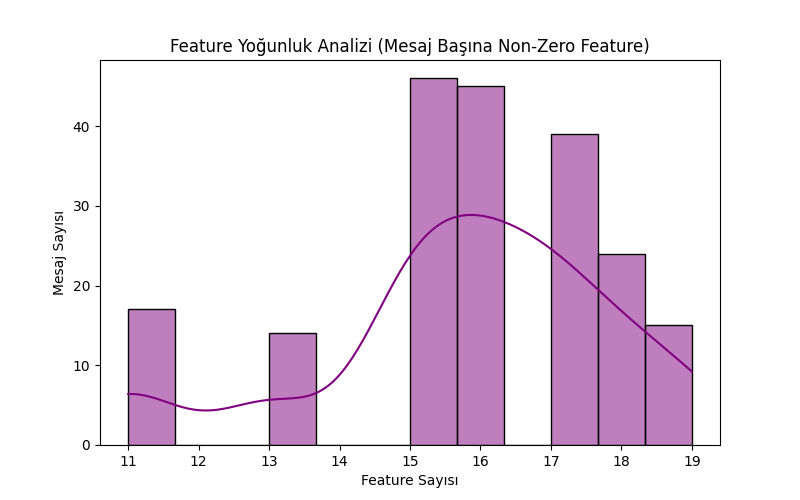 Feature Yoğunluk Analizi (Mesaj Başına Non-Zero Feature)
Mesaj Sayısı
40
30
20
10
0
11 12 13 14 15 16 17 18 19
Feature Sayısı